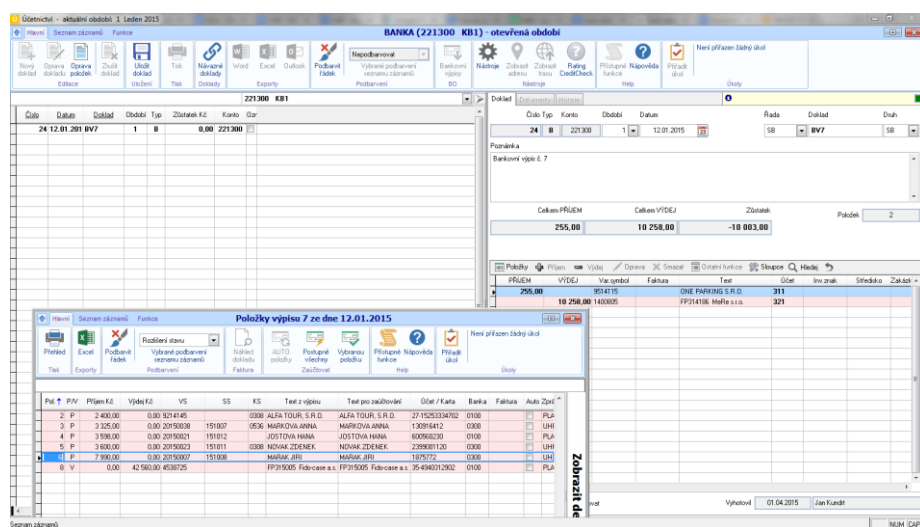 Účetnictví - aktuální období: 1 Leden 2015
Hlavní Seznam záznamů Funkce
BANKA (221300 KB1) - otevřená období
Nový doklad
Oprava dokladu
Oprava položek
Zrušit doklad
Uložit doklad
Tisk
Návazné doklady
Word
Excel
Outlook
Podbarvit řádek
Nepodbarvovat
Vybrané podbarvení seznamu záznamů
Bankovní výpisy
Nástroje
Zobrazit adresu
Zobrazit trasu
Rating CreditCheck
Přístupné funkce
Nápověda
Přiřadit úkol
Není přiřazen žádný úkol
Editace Uložení Tisk Doklady Exporty Podbarvení BO Nástroje Help Úkoly
221300 KB1
Číslo Datum Doklad Období Typ Zůstatek Kč Konto Ozr
24 12.01.201 BV7 1 B 0,00 221300
Doklad Dokumenty Historie
Číslo Typ Konto Období Datum Řada Doklad Druh
24 B 221300 1 12.01.2015 SB BV7 SB
Poznámka
Bankovní výpis č. 7
Celkem PŘÍJEM Celkem VÝDEJ Zůstatek Položek 2
255,00 10 258,00 -10 003,00
Položky Příjem Výdej Oprava Smazat Ostatní funkce Sloupce Hledej
PŘÍJEM VÝDEJ Var.symbol Faktura Text Účet Inv.znak Středisko Zakázk
255,00 9514115 ONE PARKING S.R.O. 311
10 258,00 1400805 FP314186 MeRe s.r.o. 321
Hlavní Seznam záznamů Funkce
Položky výpisu 7 ze dne 12.01.2015
Přehled
Excel
Podbarvit řádek
Rozlišení stavu
Vybrané podbarvení seznamu záznamů
Náhled dokladu
AUTO položky
Postupně všechny
Vybranou položku
Přístupné funkce
Nápověda
Přiřadit úkol
Není přiřazen žádný úkol
Tisk Exporty Podbarvení Faktura Zaúčtovat Help Úkoly
Pol. P/V Příjem Kč Výdej Kč VS SS KS Text z výpisu Text pro zaúčtování Účet / Karta Banka Faktura Auto Zprá
2 P 2 400,00 0,00 9214145 0308 ALFA TOUR, S.R.O. ALFA TOUR, S.R.O. 27-15253334702 0100 PLA
3 P 3 325,00 0,00 20150038 151007 0536 MARKOVA ANNA MARKOVA ANNA 130916412 0300 UHR
4 P 3 598,00 0,00 20150021 151012 JOSTOVA HANA JOSTOVA HANA 600568230 0100 PLA
5 P 3 680,00 0,00 20150023 151011 0308 NOVAK ZDENEK NOVAK ZDENEK 2399001120 0300 UHR
6 P 7 990,00 0,00 20150007 151008 MARAK JIRI MARAK JIRI 1875772 0300 UH
8 V 0,00 42 560,00 4538725 FP315005 Fido-case a.s. FP315005 Fido-case a.s. 35-4940312902 0100 PLA
Zobrazit de
Vyhotovil 01.04.2015 Jan Kundit
Seznam záznamů
NUM CAP